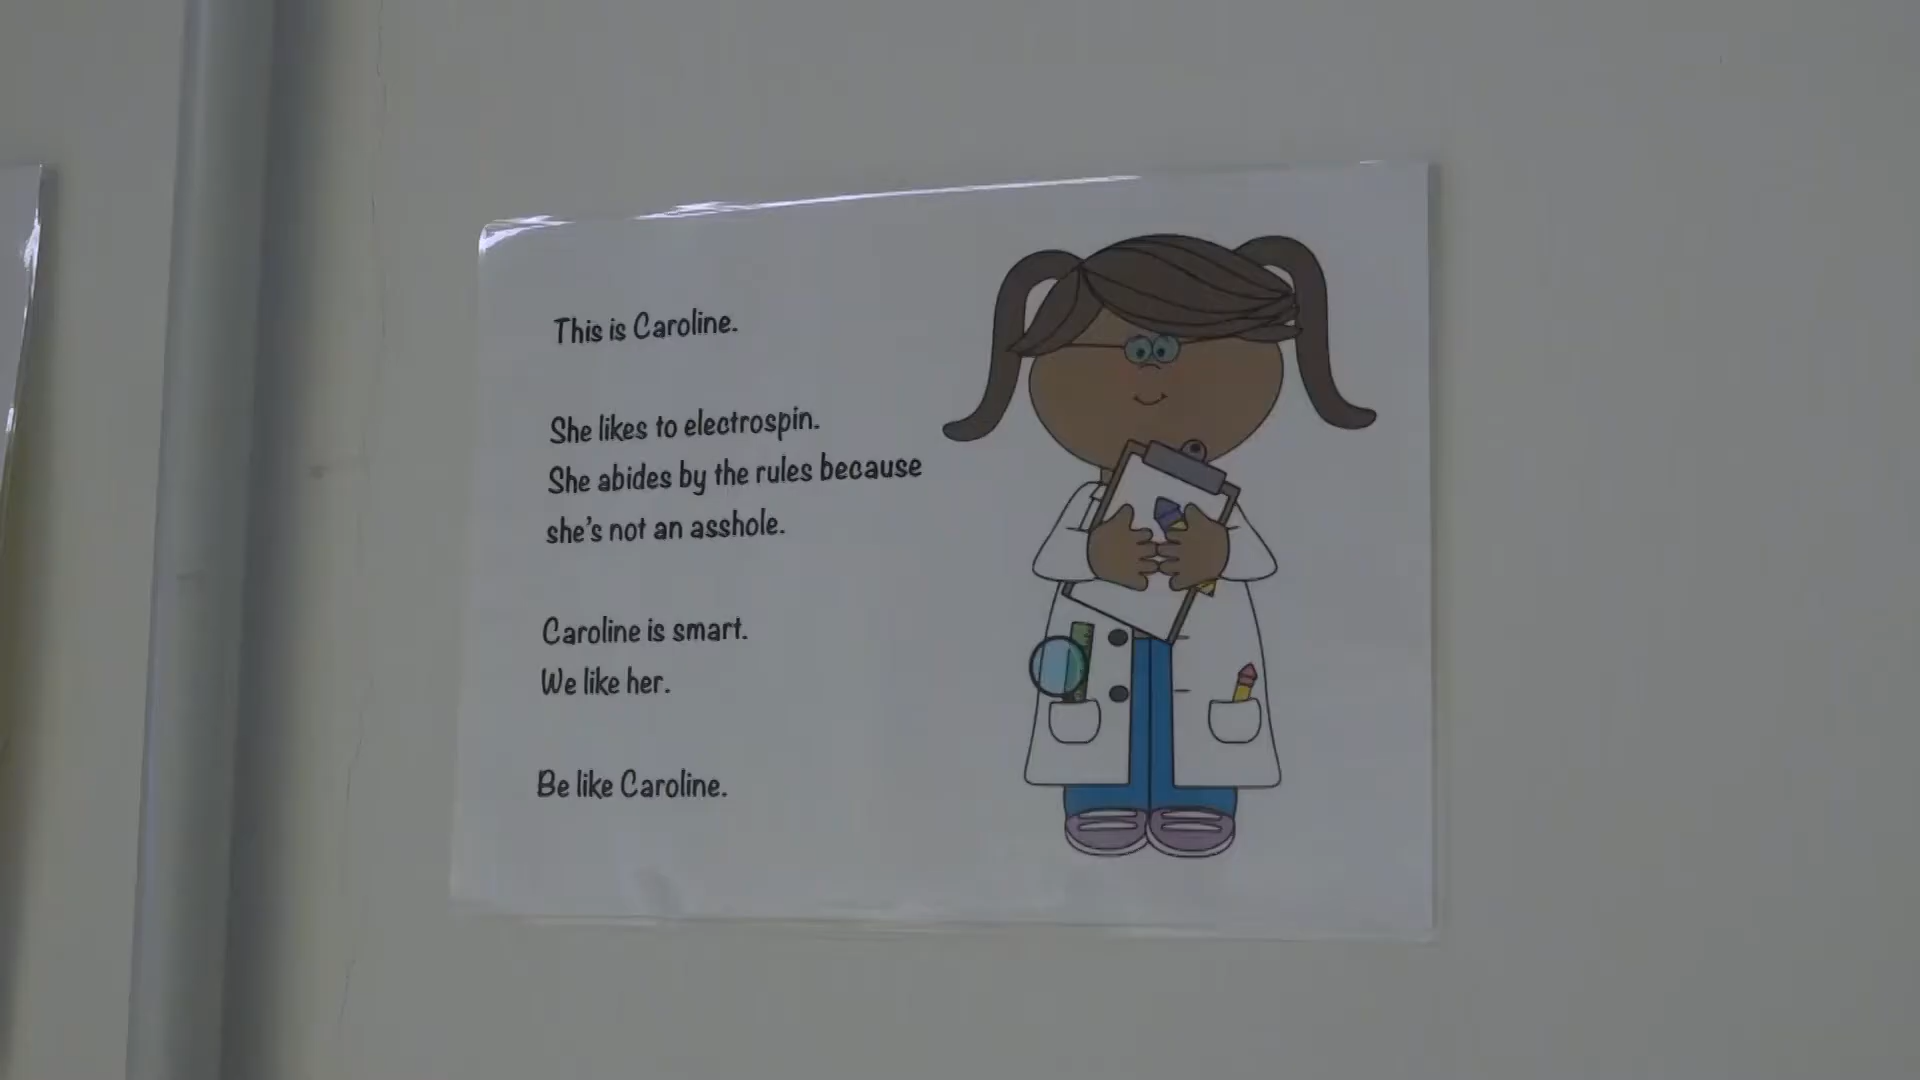 This is Caroline.
She likes to electrospin.
She abides by the rules because
she's not an asshole.
Caroline is smart.
We like her.
Be like Caroline.